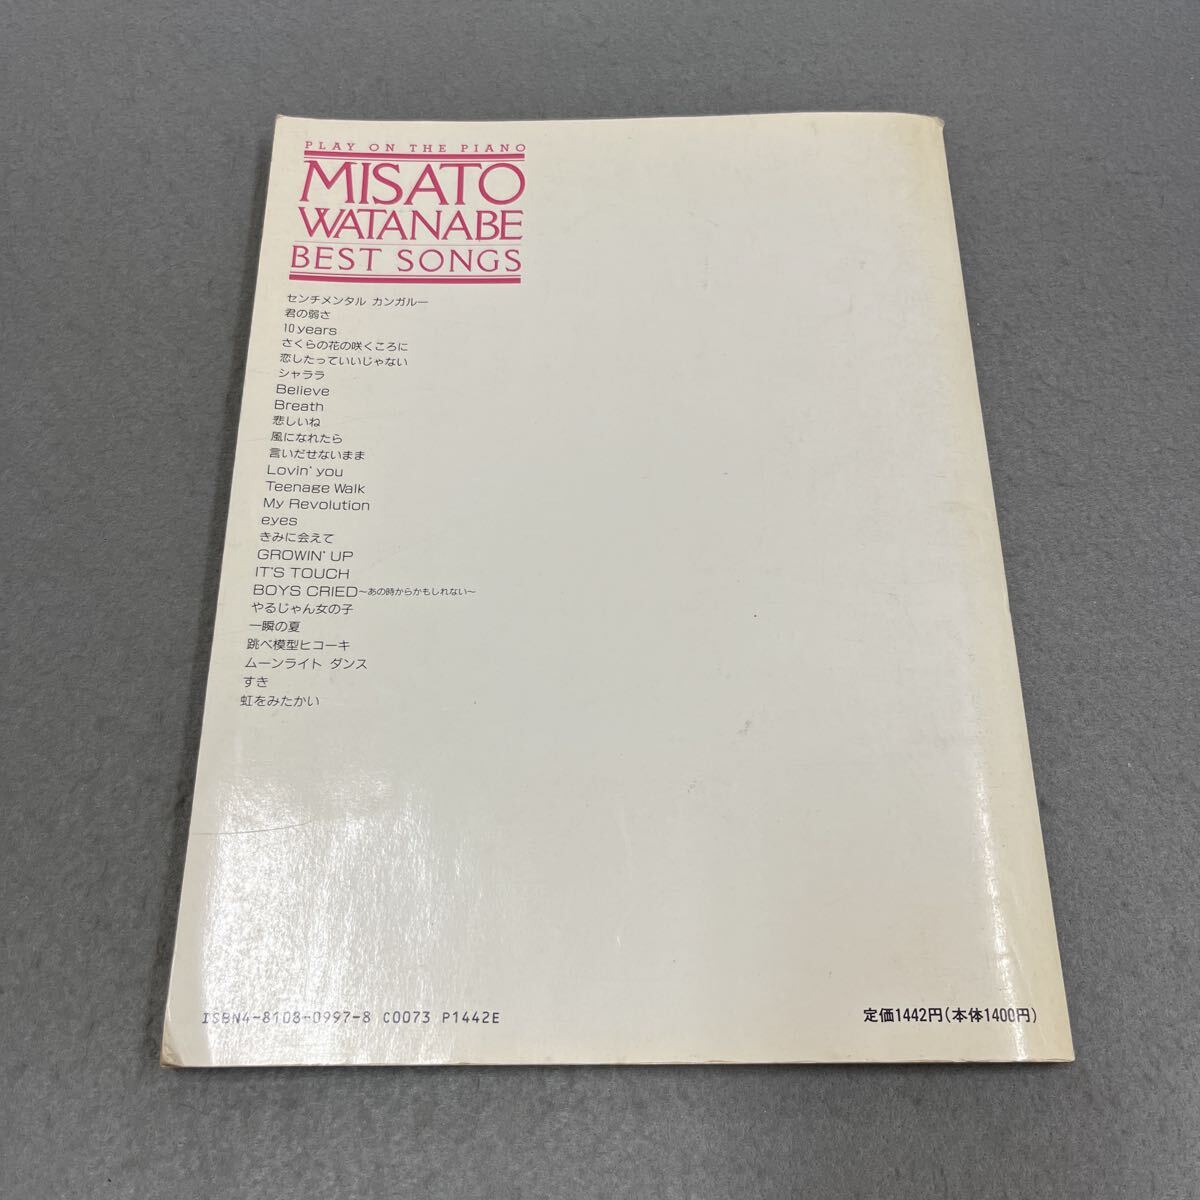 PLAY ON THE PIANO
MISATO
WATANABE
BEST SONGS
センチメンタル カンガルー
君の弱さ
10 years
さくらの花の咲くころに
恋したっていいじゃない
シャララ
Believe
Breath
悲しいね
風になれたら
言いだせないまま
Lovin' you
Teenage Walk
My Revolution
eyes
きみに会えて
GROWIN' UP
IT'S TOUCH
BOYS CRIED～あの時からかもしれない～
やるじゃん女の子
一瞬の夏
跳べ模型ヒコーキ
ムーンライト ダンス
すき
虹をみたかい
ISBN4-8108-0997-8 C0073 P1442E
定価1442円(本体1400円)